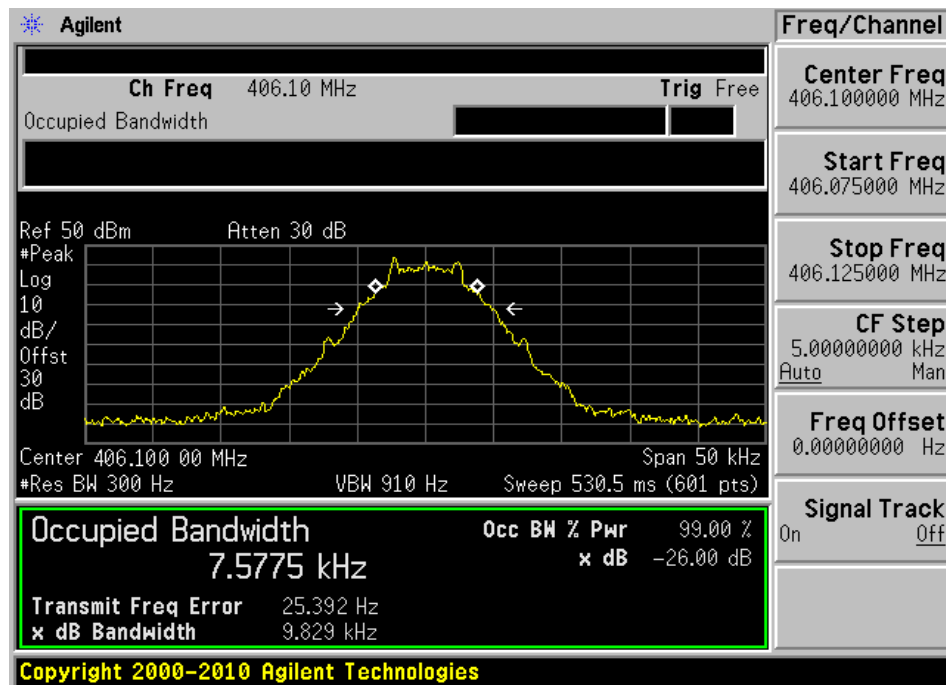 Agilent
Freq/Channel
Ch Freq 406.10 MHz Trig Free
Occupied Bandwidth
Center Freq
406.100000 MHz
Start Freq
406.075000 MHz
Stop Freq
406.125000 MHz
CF Step
5.00000000 kHz
Auto Man
Freq Offset
0.00000000 Hz
Signal Track
On Off
Ref 50 dBm Atten 30 dB
#Peak
Log
10
dB/
Offst
30
dB
Center 406.100 00 MHz Span 50 kHz
#Res BW 300 Hz VBW 910 Hz Sweep 530.5 ms (601 pts)
Occupied Bandwidth Occ BW % Pwr 99.00 %
7.5775 kHz x dB -26.00 dB
Transmit Freq Error 25.392 Hz
x dB Bandwidth 9.829 kHz
Copyright 2000-2010 Agilent Technologies